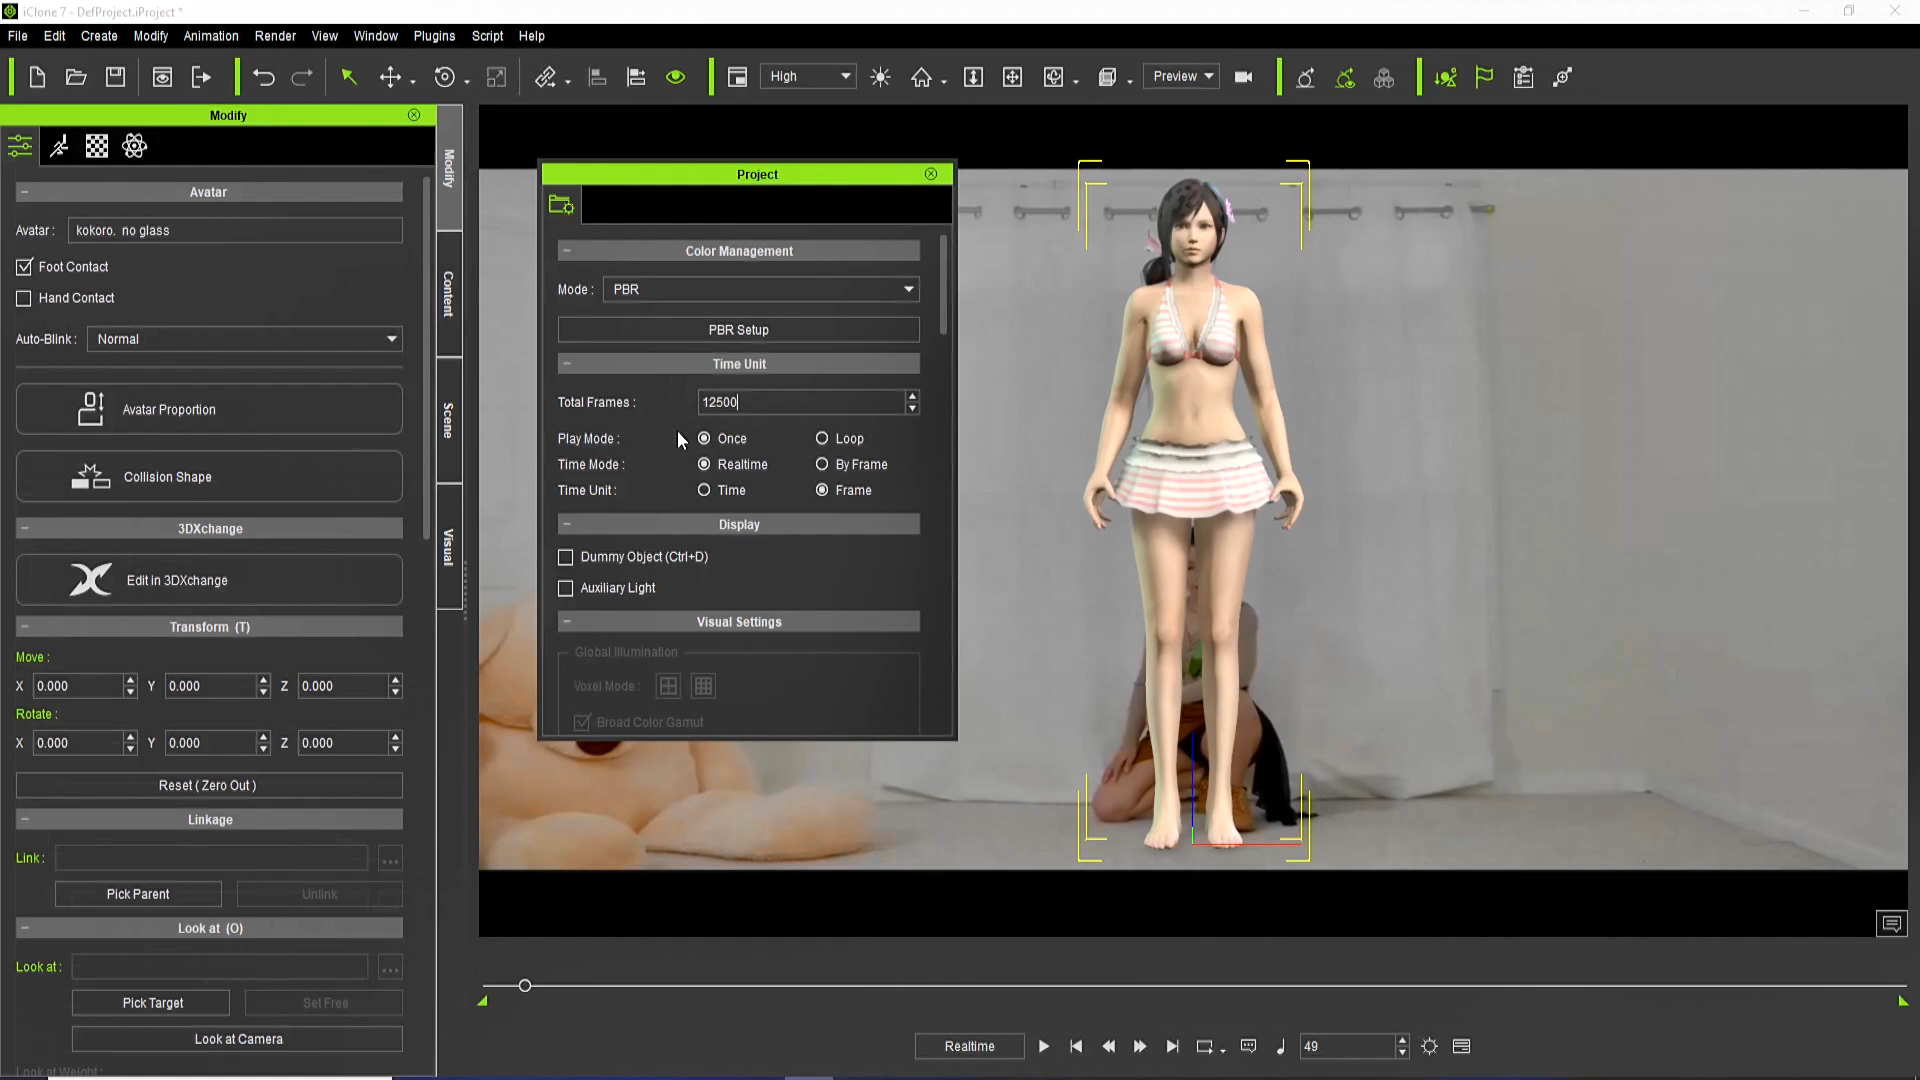 iClone 7 - DefProject.iProject *
File Edit Create Modify Animation Render View Window Plugins Script Help
High
Preview
Modify
Avatar
Avatar : kokoro. no glass
Foot Contact
Hand Contact
Auto-Blink : Normal
Avatar Proportion
Collision Shape
3DXchange
Edit in 3DXchange
Transform (T)
Move :
X 0.000 Y 0.000 Z 0.000
Rotate :
X 0.000 Y 0.000 Z 0.000
Reset ( Zero Out )
Linkage
Link : ...
Pick Parent Unlink
Look at (O)
Look at : ...
Pick Target Set Free
Look at Camera
Look at Weight :
Modify
Content
Scene
Visual
Project
Color Management
Mode : PBR
PBR Setup
Time Unit
Total Frames : 12500
Play Mode : Once Loop
Time Mode : Realtime By Frame
Time Unit : Time Frame
Display
Dummy Object (Ctrl+D)
Auxiliary Light
Visual Settings
Global Illumination
Voxel Mode :
Broad Color Gamut
Realtime
49